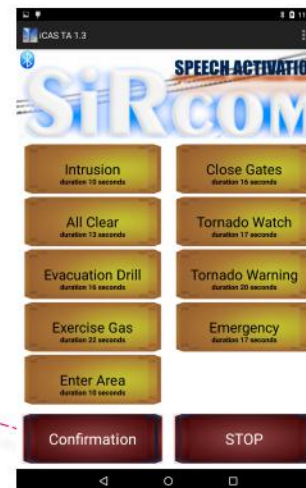 ICAS TA 1.3
SPEECH ACTIVATION
SiRcom
Intrusion
duration 10 seconds
Close Gates
duration 16 seconds
All Clear
duration 13 seconds
Tornado Watch
duration 17 seconds
Evacuation Drill
duration 16 seconds
Tornado Warning
duration 20 seconds
Exercise Gas
duration 22 seconds
Emergency
duration 17 seconds
Enter Area
duration 10 seconds
Confirmation
STOP